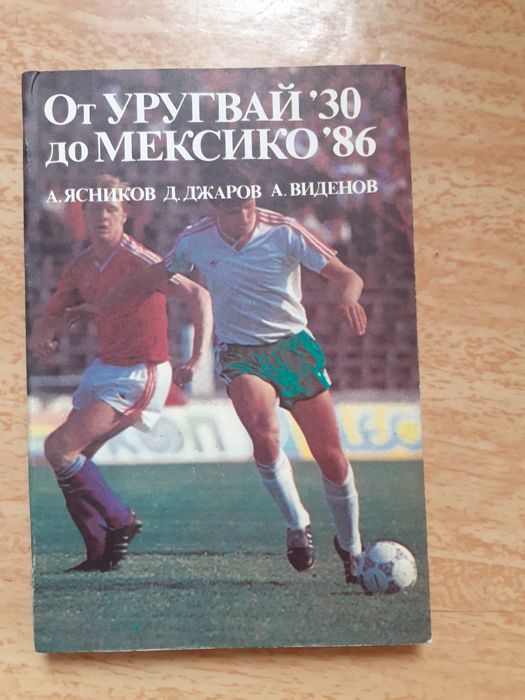 От УРУГВАЙ '30
до МЕКСИКО '86
А. ЯСНИКОВ Д. ДЖАРОВ А. ВИДЕНОВ